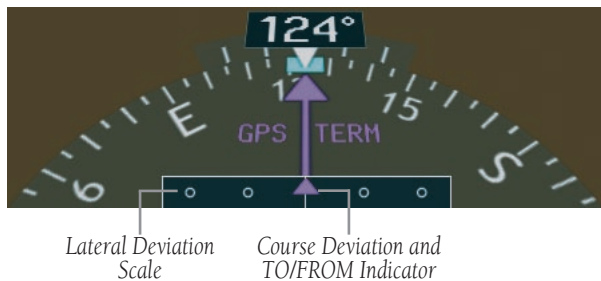 124°
E
15
GPS TERM
6
S
Lateral Deviation
Scale
Course Deviation and
TO/FROM Indicator